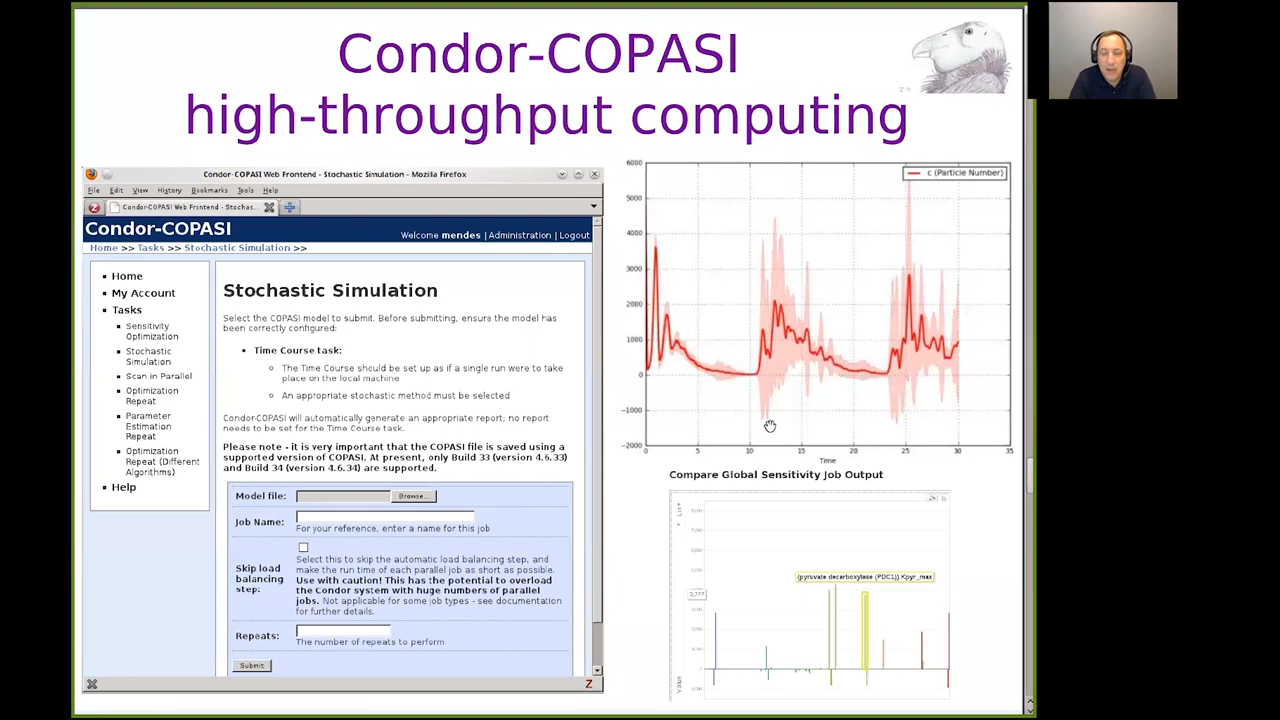 Condor-COPASI
high-throughput computing
Condor-COPASI Web Frontend - Stochastic Simulation - Mozilla Firefox
File Edit View History Bookmarks Tools Help
Condor-COPASI Web Frontend - Stochas...
Condor-COPASI
Welcome mendes | Administration | Logout
Home >> Tasks >> Stochastic Simulation >>
Home
My Account
Tasks
Sensitivity
Optimization
Stochastic
Simulation
Scan in Parallel
Optimization
Repeat
Parameter
Estimation
Repeat
Optimization
Repeat (Different
Algorithms)
Help
Stochastic Simulation
Select the COPASI model to submit. Before submitting, ensure the model has
been correctly configured:
Time Course task:
The Time Course should be set up as if a single run were to take
place on the local machine
An appropriate stochastic method must be selected
Condor-COPASI will automatically generate an appropriate report; no report
needs to be set for the Time Course task.
Please note - it is very important that the COPASI file is saved using a
supported version of COPASI. At present, only Build 33 (version 4.6.33)
and Build 34 (version 4.6.34) are supported.
Model file: Browse...
Job Name:
For your reference, enter a name for this job
Skip load
balancing
step:
Select this to skip the automatic load balancing step, and
make the run time of each parallel job as short as possible.
Use with caution! This has the potential to overload
the Condor system with huge numbers of parallel
jobs. Not applicable for some job types - see documentation
for further details.
Repeats:
The number of repeats to perform
Submit
Z
c (Particle Number)
6000
5000
4000
3000
2000
1000
0
−1000
−2000
0 5 10 15 20 25 30 35
Time
Compare Global Sensitivity Job Output
(pyruvate decarboxylase (PDC1)).Kpyr_max
Value